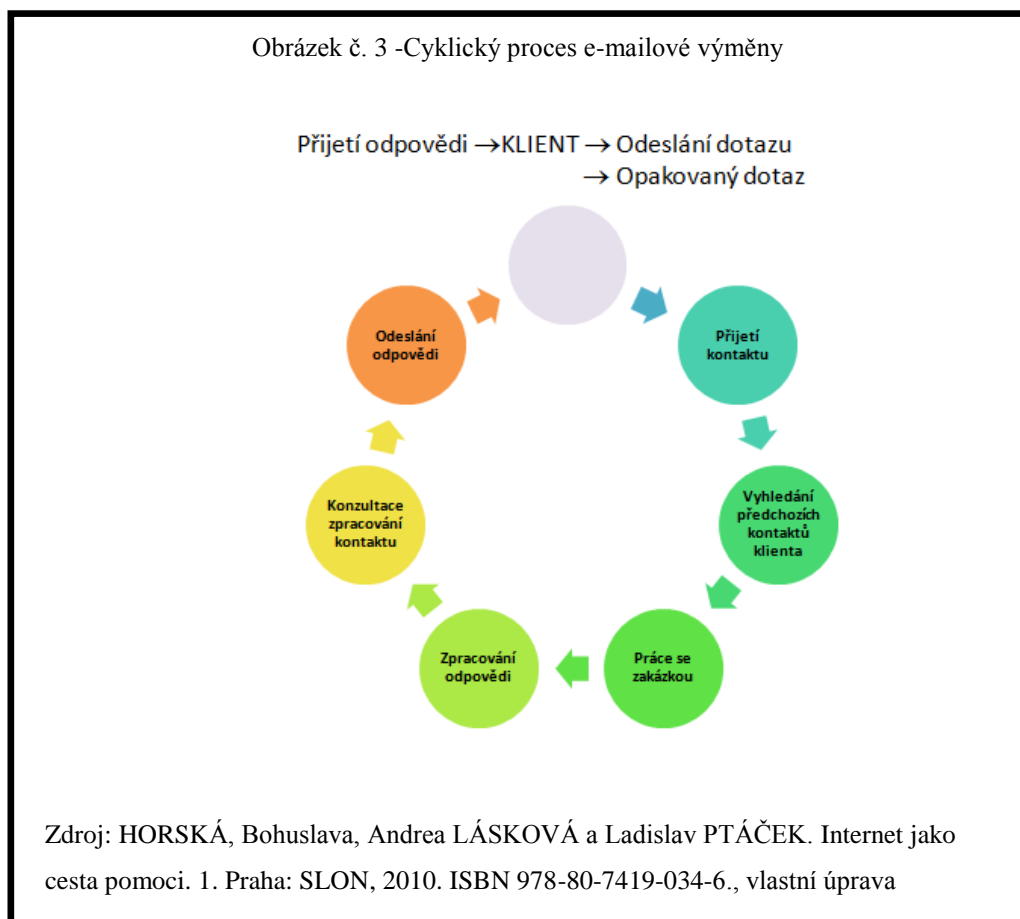 Obrázek č. 3 -Cyklický proces e-mailové výměny
Přijetí odpovědi →KLIENT → Odeslání dotazu
→ Opakovaný dotaz
Přijetí
kontaktu
Vyhledání
předchozích
kontaktů
klienta
Práce se
zakázkou
Zpracování
odpovědi
Konzultace
zpracování
kontaktu
Odeslání
odpovědi
Zdroj: HORSKÁ, Bohuslava, Andrea LÁSKOVÁ a Ladislav PTÁČEK. Internet jako
cesta pomoci. 1. Praha: SLON, 2010. ISBN 978-80-7419-034-6., vlastní úprava